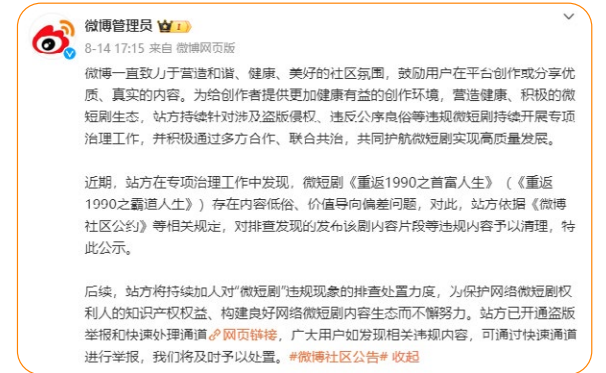 微博管理员
8-14 17:15 来自 微博网页版
微博一直致力于营造和谐、健康、美好的社区氛围，鼓励用户在平台创作或分享优
质、真实的内容。为给创作者提供更加健康有益的创作环境，营造健康、积极的微
短剧生态，站方持续针对涉及盗版侵权、违反公序良俗等违规微短剧持续开展专项
治理工作，并积极通过多方合作、联合共治，共同护航微短剧实现高质量发展。
近期，站方在专项治理工作中发现，微短剧《重返1990之首富人生》（《重返
1990之霸道人生》）存在内容低俗、价值导向偏差问题，对此，站方依据《微博
社区公约》等相关规定，对排查发现的发布该剧内容片段等违规内容予以清理，特
此公示。
后续，站方将持续加人对“微短剧”违规现象的排查处置力度，为保护网络微短剧权
利人的知识产权权益、构建良好网络微短剧内容生态而不懈努力。站方已开通盗版
举报和快速处理通道 网页链接，广大用户如发现相关违规内容，可通过快速通道
进行举报，我们将及时予以处置。#微博社区公告# 收起